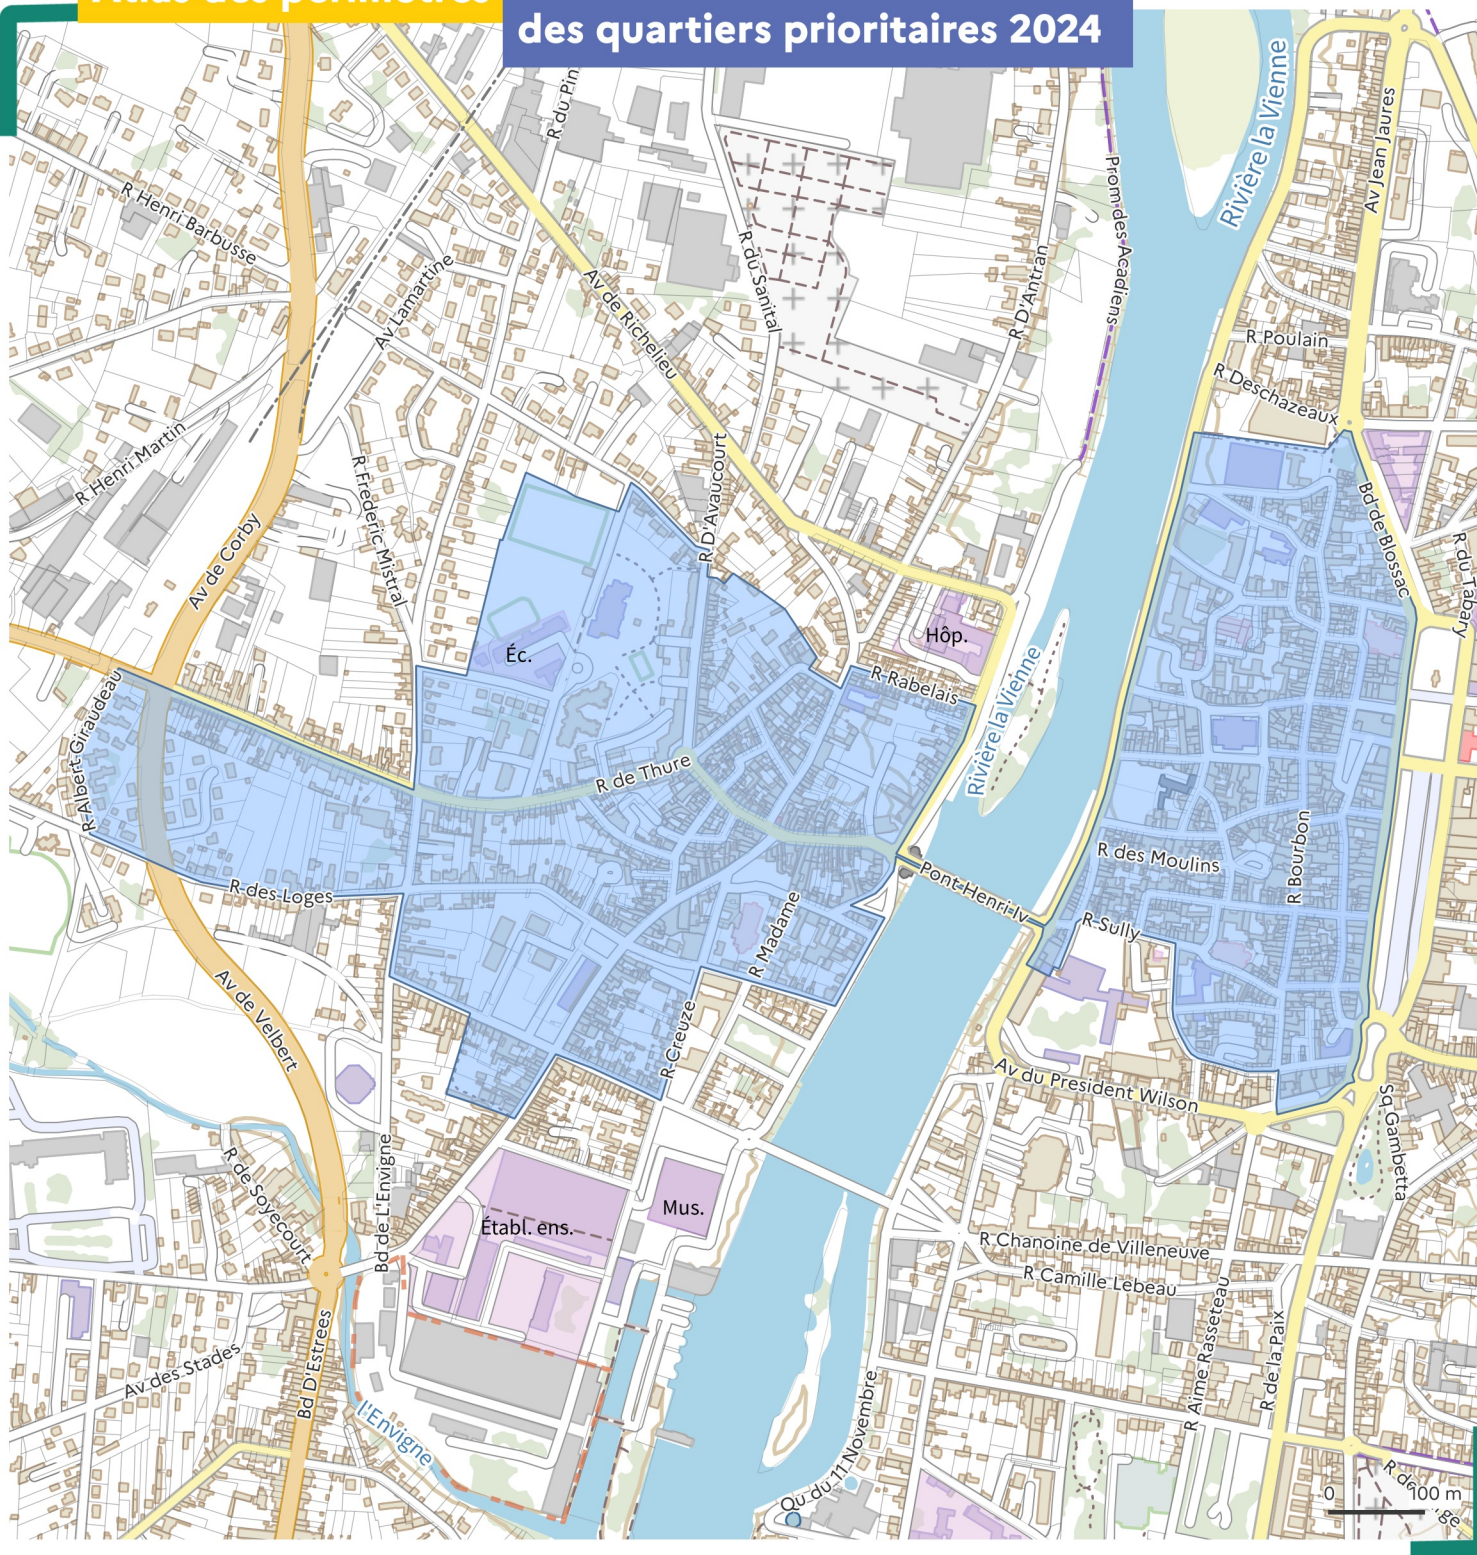 Atlas des périmètres
des quartiers prioritaires 2024
R du Pin
Rivière la Vienne
Av Jean Jaures
R Henri Barbusse
Prom des Acadiens
Av Lamartine
Av de Richelieu
R du Sanital
R D'Antran
R Poulain
R Deschazeaux
R Henri Martin
R Frederic Mistral
R D'Avaucourt
Bd de Blossac
Av de Corby
R du Tabary
Hôp.
Éc.
R Rabelais
Rivière la Vienne
R Albert Giraudeau
R de Thure
R des Moulins
R Bourbon
Pont Henri Iv
R des Loges
R Madame
R Sully
Av de Velbert
R Creuze
Av du President Wilson
Sq Gambetta
R de Soyecourt
Bd de L'Envigne
Établ. ens.
Mus.
R Chanoine de Villeneuve
R Camille Lebeau
R Aime Rasseteau
R de la Paix
Av des Stades
Bd D'Estrees
l'Envigne
Qu du 11 Novembre
0 100 m